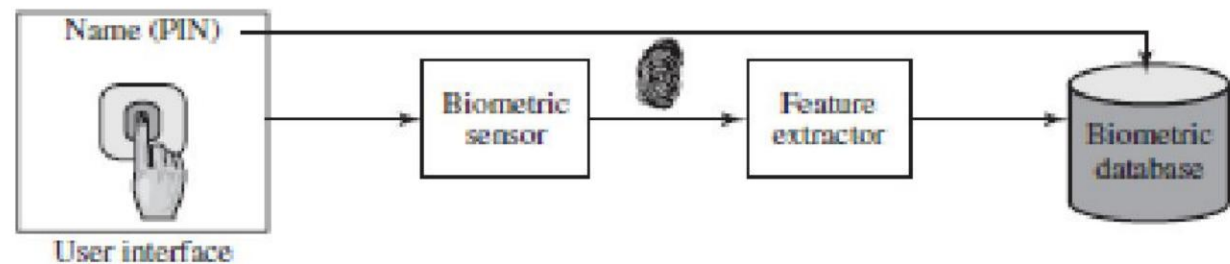 Name (PIN)
Biometric
sensor
Feature
extractor
Biometric
database
User interface